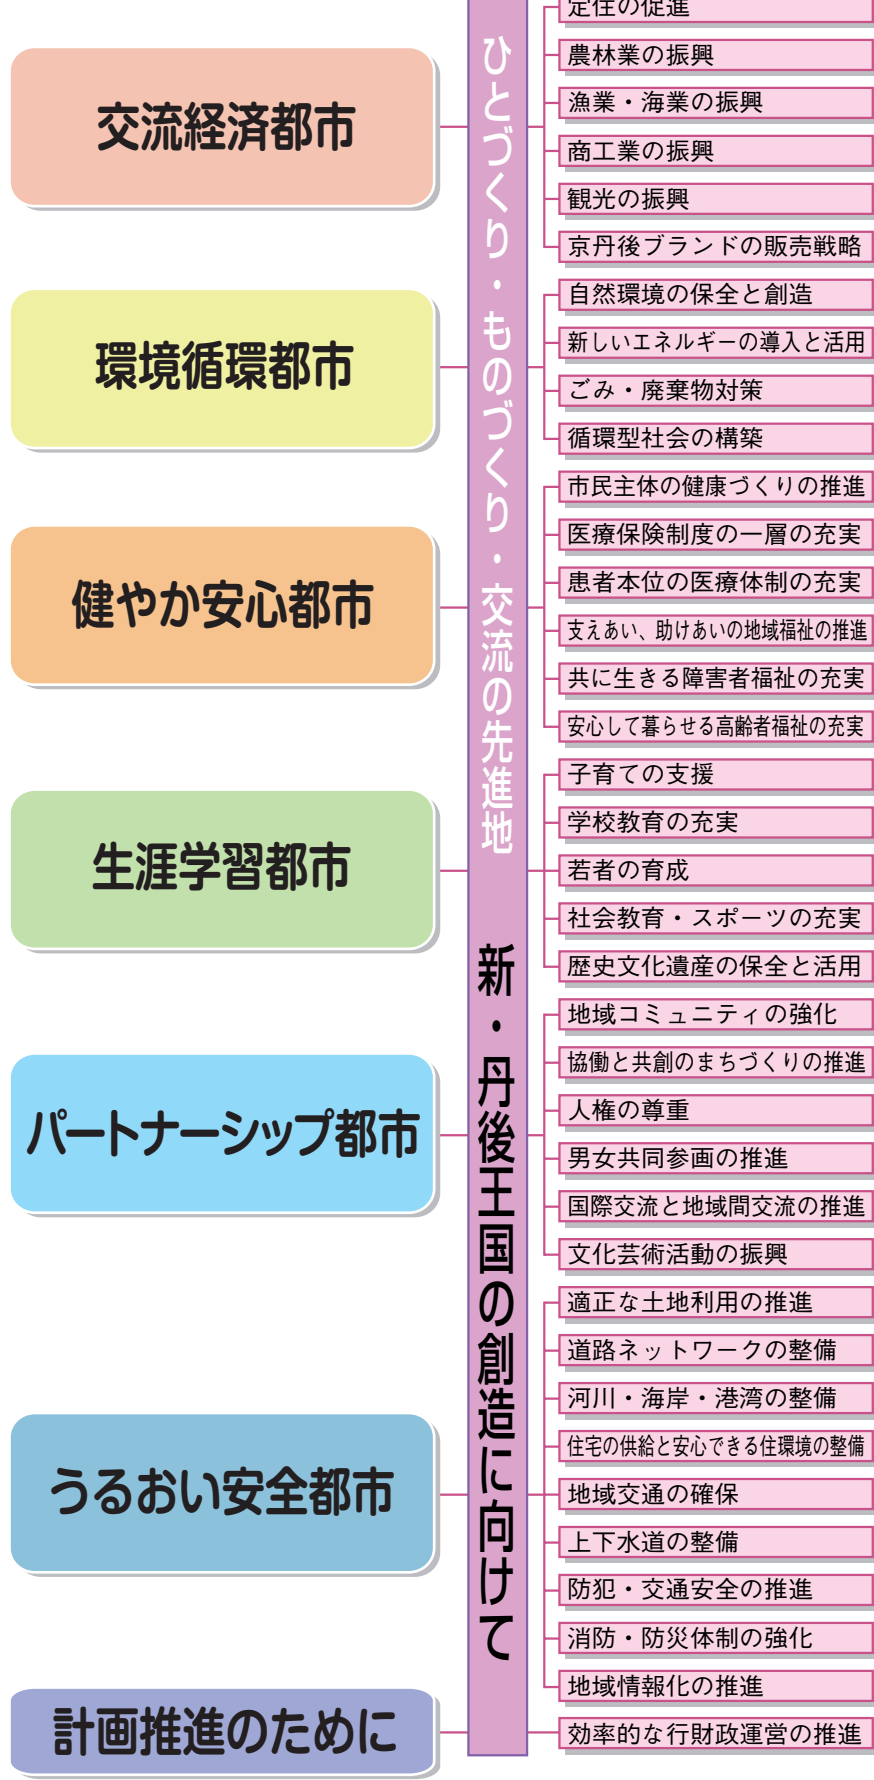 交流経済都市
環境循環都市
健やか安心都市
生涯学習都市
パートナーシップ都市
うるおい安全都市
計画推進のために
ひとづくり・ものづくり・交流の先進地
新・丹後王国の創造に向けて
定住の促進
農林業の振興
漁業・海業の振興
商工業の振興
観光の振興
京丹後ブランドの販売戦略
自然環境の保全と創造
新しいエネルギーの導入と活用
ごみ・廃棄物対策
循環型社会の構築
市民主体の健康づくりの推進
医療保険制度の一層の充実
患者本位の医療体制の充実
支えあい、助けあいの地域福祉の推進
共に生きる障害者福祉の充実
安心して暮らせる高齢者福祉の充実
子育ての支援
学校教育の充実
若者の育成
社会教育・スポーツの充実
歴史文化遺産の保全と活用
地域コミュニティの強化
協働と共創のまちづくりの推進
人権の尊重
男女共同参画の推進
国際交流と地域間交流の推進
文化芸術活動の振興
適正な土地利用の推進
道路ネットワークの整備
河川・海岸・港湾の整備
住宅の供給と安心できる住環境の整備
地域交通の確保
上下水道の整備
防犯・交通安全の推進
消防・防災体制の強化
地域情報化の推進
効率的な行財政運営の推進